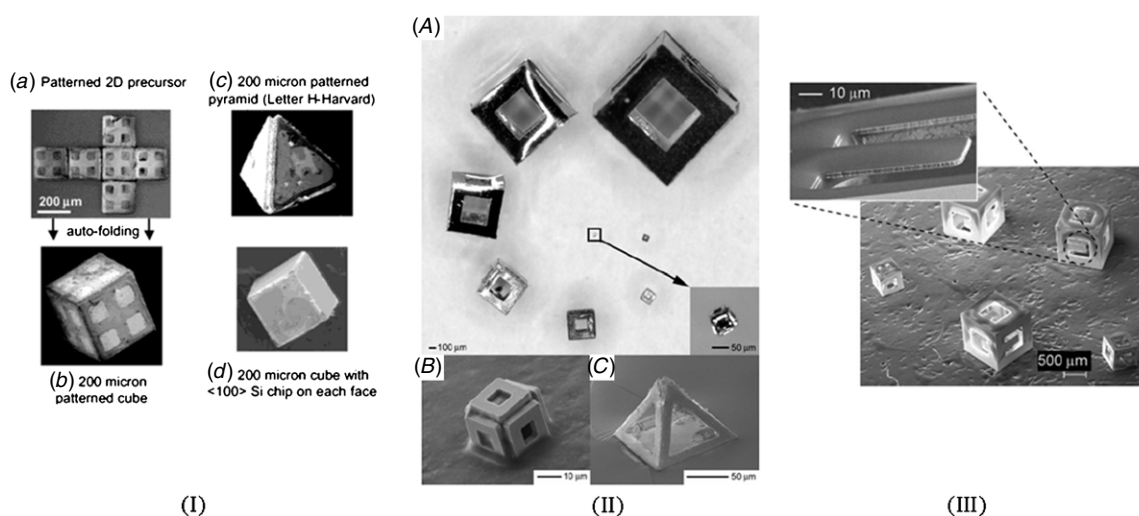 (a) Patterned 2D precursor
200 µm
auto-folding
(b) 200 micron
patterned cube
(c) 200 micron patterned
pyramid (Letter H-Harvard)
(d) 200 micron cube with
<100> Si chip on each face
(I)
(A)
100 µm
50 µm
(B)
10 µm
(C)
50 µm
(II)
10 µm
500 µm
(III)